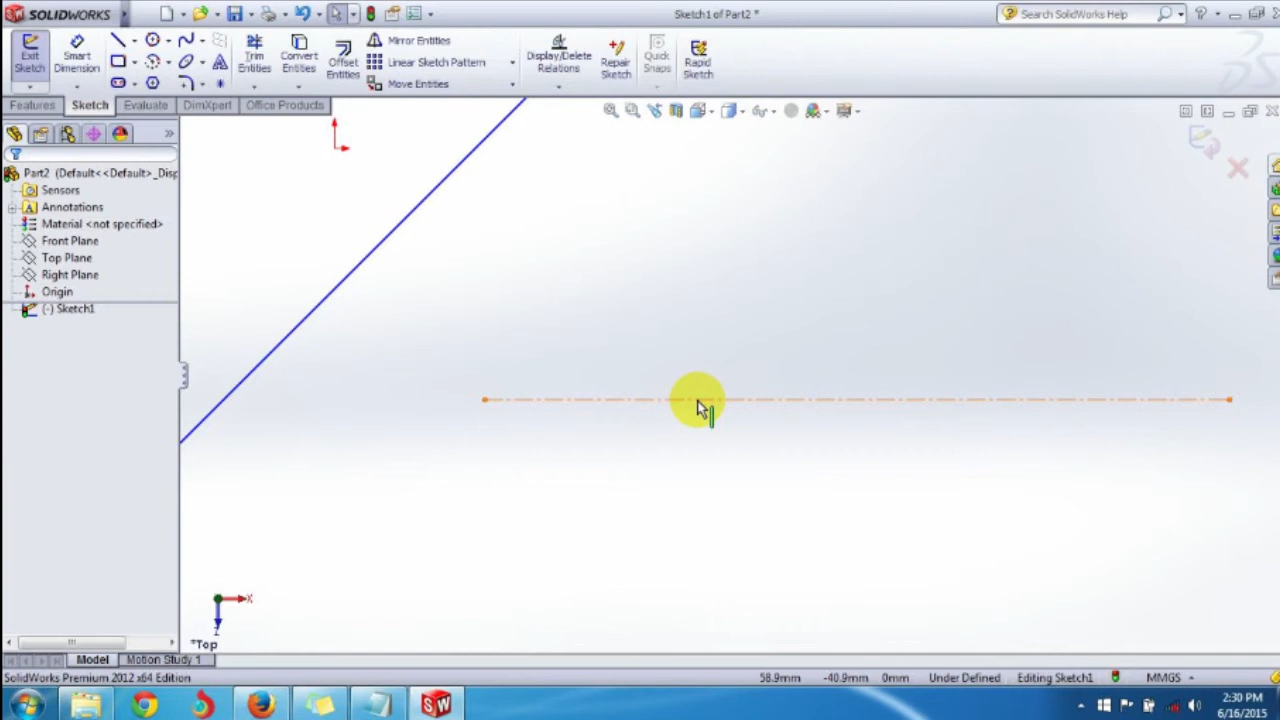 SOLIDWORKS
Sketch1 of Part2 *
Search SolidWorks Help
Exit Sketch
Smart Dimension
Trim Entities
Convert Entities
Offset Entities
Mirror Entities
Linear Sketch Pattern
Move Entities
Display/Delete Relations
Repair Sketch
Quick Snaps
Rapid Sketch
Features Sketch Evaluate DimXpert Office Products
Part2 (Default<<Default>_Disp
Sensors
Annotations
Material <not specified>
Front Plane
Top Plane
Right Plane
Origin
(-) Sketch1
X
Z
*Top
Model Motion Study 1
SolidWorks Premium 2012 x64 Edition 58.9mm -40.9mm 0mm Under Defined Editing Sketch1 MMGS
2:30 PM
6/16/2015